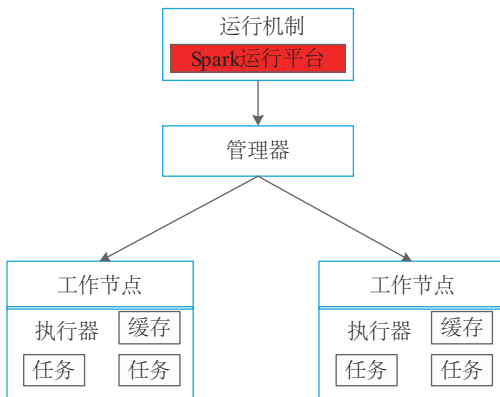 运行机制
Spark运行平台
管理器
工作节点
执行器 缓存
任务 任务
工作节点
执行器 缓存
任务 任务